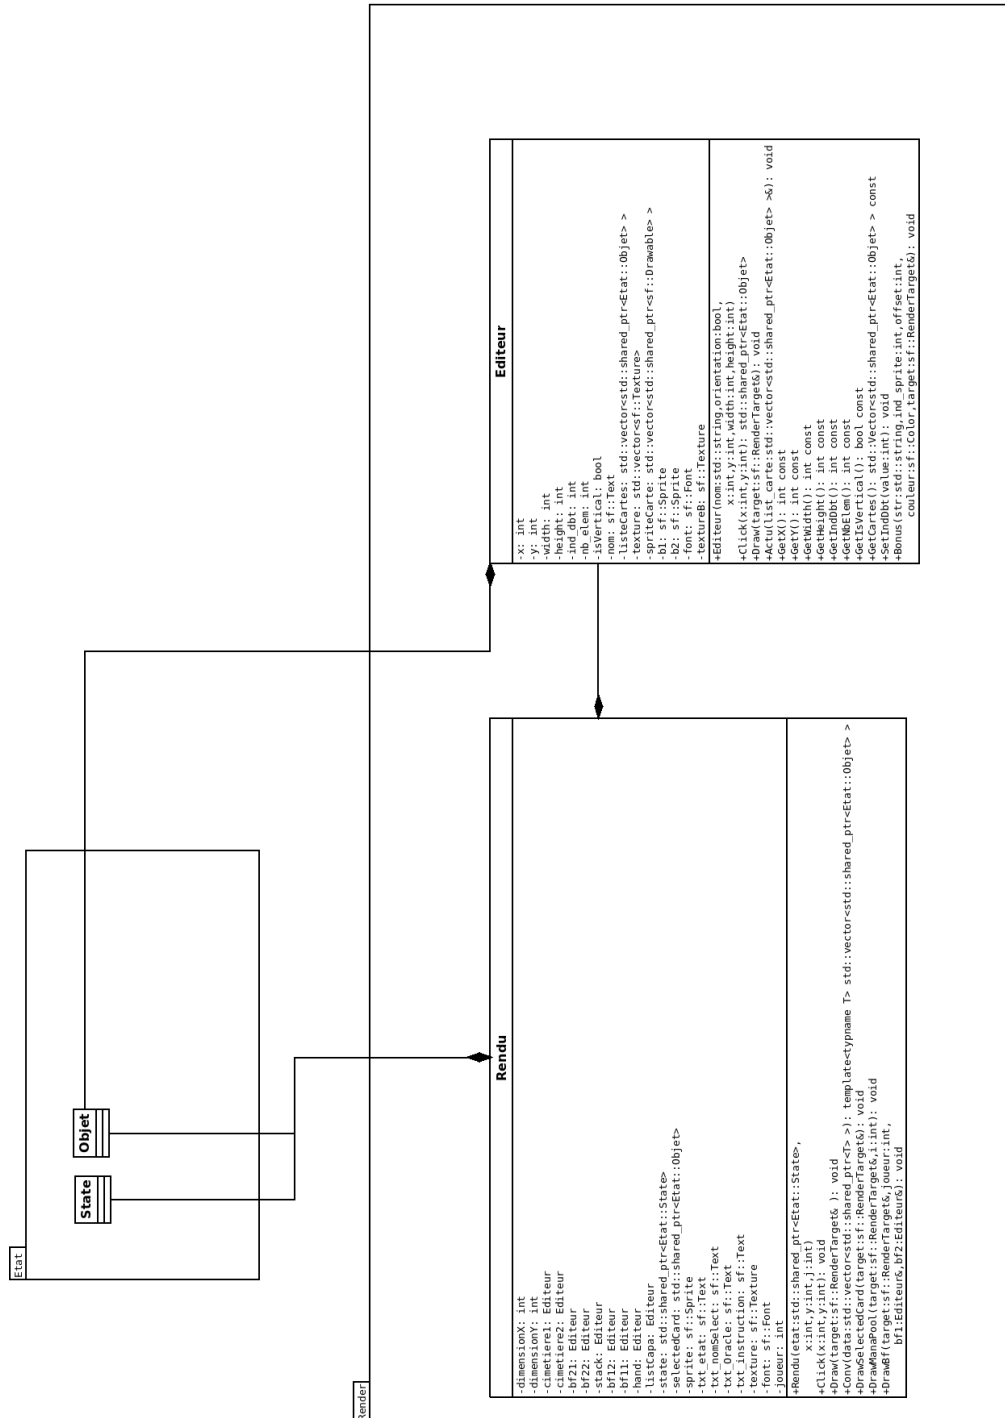 Etat
State
Objet
Render
Rendu
-dimensionX: int
-dimensionY: int
-cimetiere1: Editeur
-cimetiere2: Editeur
-bf21: Editeur
-bf22: Editeur
-stack: Editeur
-bf12: Editeur
-bf11: Editeur
-hand: Editeur
-listCapa: Editeur
-state: std::shared_ptr<Etat::State>
-selectedCard: std::shared_ptr<Etat::Objet>
-sprite: sf::Sprite
-txt_etat: sf::Text
-txt_nomSelect: sf::Text
-txt_Oracle: sf::Text
-txt_instruction: sf::Text
-texture: sf::Texture
-font: sf::Font
-joueur: int
+Rendu(etat:std::shared_ptr<Etat::State>,
x:int,y:int,j:int)
+Click(x:int,y:int): void
+Draw(target:sf::RenderTarget& ): void
+Conv(data:std::vector<std::shared_ptr<T> >): template<typname T> std::vector<std::shared_ptr<Etat::Objet> >
+DrawSelectedCard(target:sf::RenderTarget&): void
+DrawManaPool(target:sf::RenderTarget&,i:int): void
+DrawBf(target:sf::RenderTarget&,joueur:int,
bf1:Editeur&,bf2:Editeur&): void
Editeur
-x: int
-y: int
-width: int
-height: int
-ind_dbt: int
-nb_elem: int
-isVertical: bool
-nom: sf::Text
-listeCartes: std::vector<std::shared_ptr<Etat::Objet> >
-texture: std::vector<sf::Texture>
-spriteCarte: std::vector<std::shared_ptr<sf::Drawable> >
-b1: sf::Sprite
-b2: sf::Sprite
-font: sf::Font
-textureB: sf::Texture
+Editeur(nom:std::string,orientation:bool,
x:int,y:int,width:int,height:int)
+Click(x:int,y:int): std::shared_ptr<Etat::Objet>
+Draw(target:sf::RenderTarget&): void
+Actu(list_carte:std::vector<std::shared_ptr<Etat::Objet> >&): void
+GetX(): int const
+GetY(): int const
+GetWidth(): int const
+GetHeight(): int const
+GetIndDbt(): int const
+GetNbElem(): int const
+GetIsVertical(): bool const
+GetCartes(): std::Vector<std::shared_ptr<Etat::Objet> > const
+SetIndDbt(value:int): void
+Bonus(str:std::string,ind_sprite:int,offset:int,
couleur:sf::Color,target:sf::RenderTarget&): void